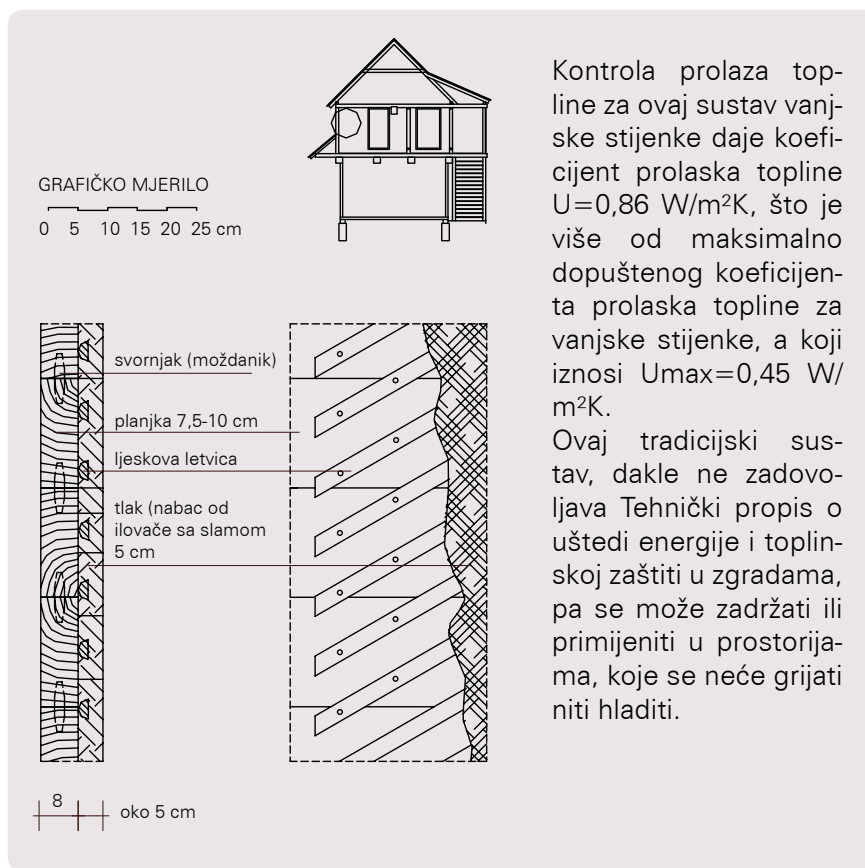 GRAFIČKO MJERILO
0 5 10 15 20 25 cm
svornjak (moždanik)
planjka 7,5-10 cm
ljeskova letvica
tlak (nabac od
ilovače sa slamom
5 cm
8
oko 5 cm
Kontrola prolaza top-
line za ovaj sustav vanj-
ske stijenke daje koefi-
cijent prolaska topline
U=0,86 W/m²K, što je
više od maksimalno
dopuštenog koeficijen-
ta prolaska topline za
vanjske stijenke, a koji
iznosi Umax=0,45 W/
m²K.
Ovaj tradicijski sus-
tav, dakle ne zadovo-
ljava Tehnički propis o
uštedi energije i toplin-
skoj zaštiti u zgradama,
pa se može zadržati ili
primijeniti u prostorija-
ma, koje se neće grijati
niti hladiti.